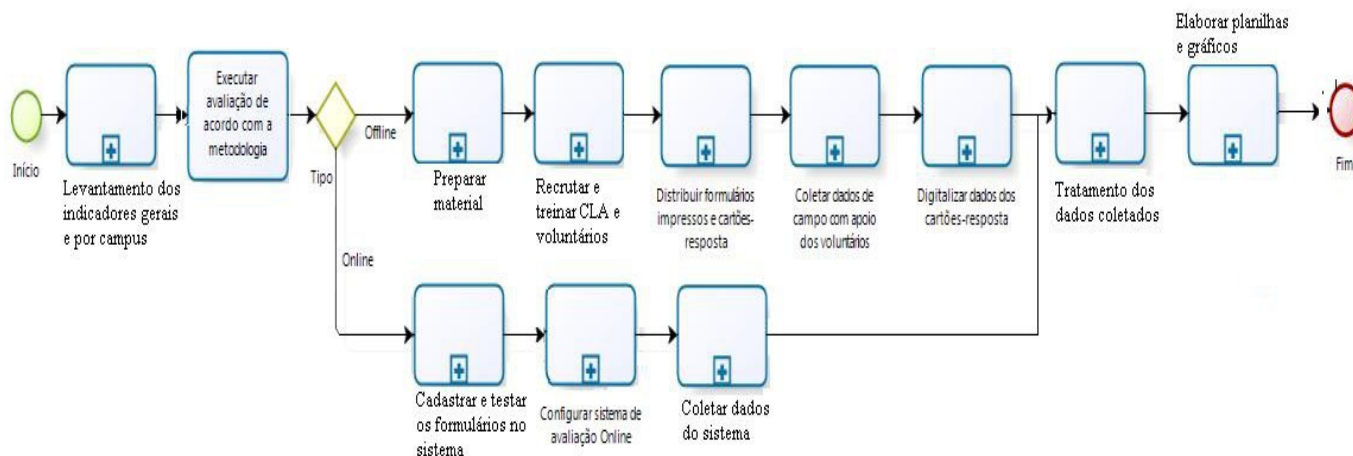 Início
Levantamento dos
indicadores gerais
e por campus
Executar
avaliação de
acordo com a
metodologia
Tipo
Offline
Preparar
material
Recrutar e
treinar CLA e
voluntários
Distribuir formulários
impressos e cartões-
resposta
Coletar dados de
campo com apoio
dos voluntários
Digitalizar dados dos
cartões-resposta
Tratamento dos
dados coletados
Elaborar planilhas
e gráficos
Fim
Online
Cadastrar e testar
os formulários no
sistema
Configurar sistema de
avaliação Online
Coletar dados
do sistema